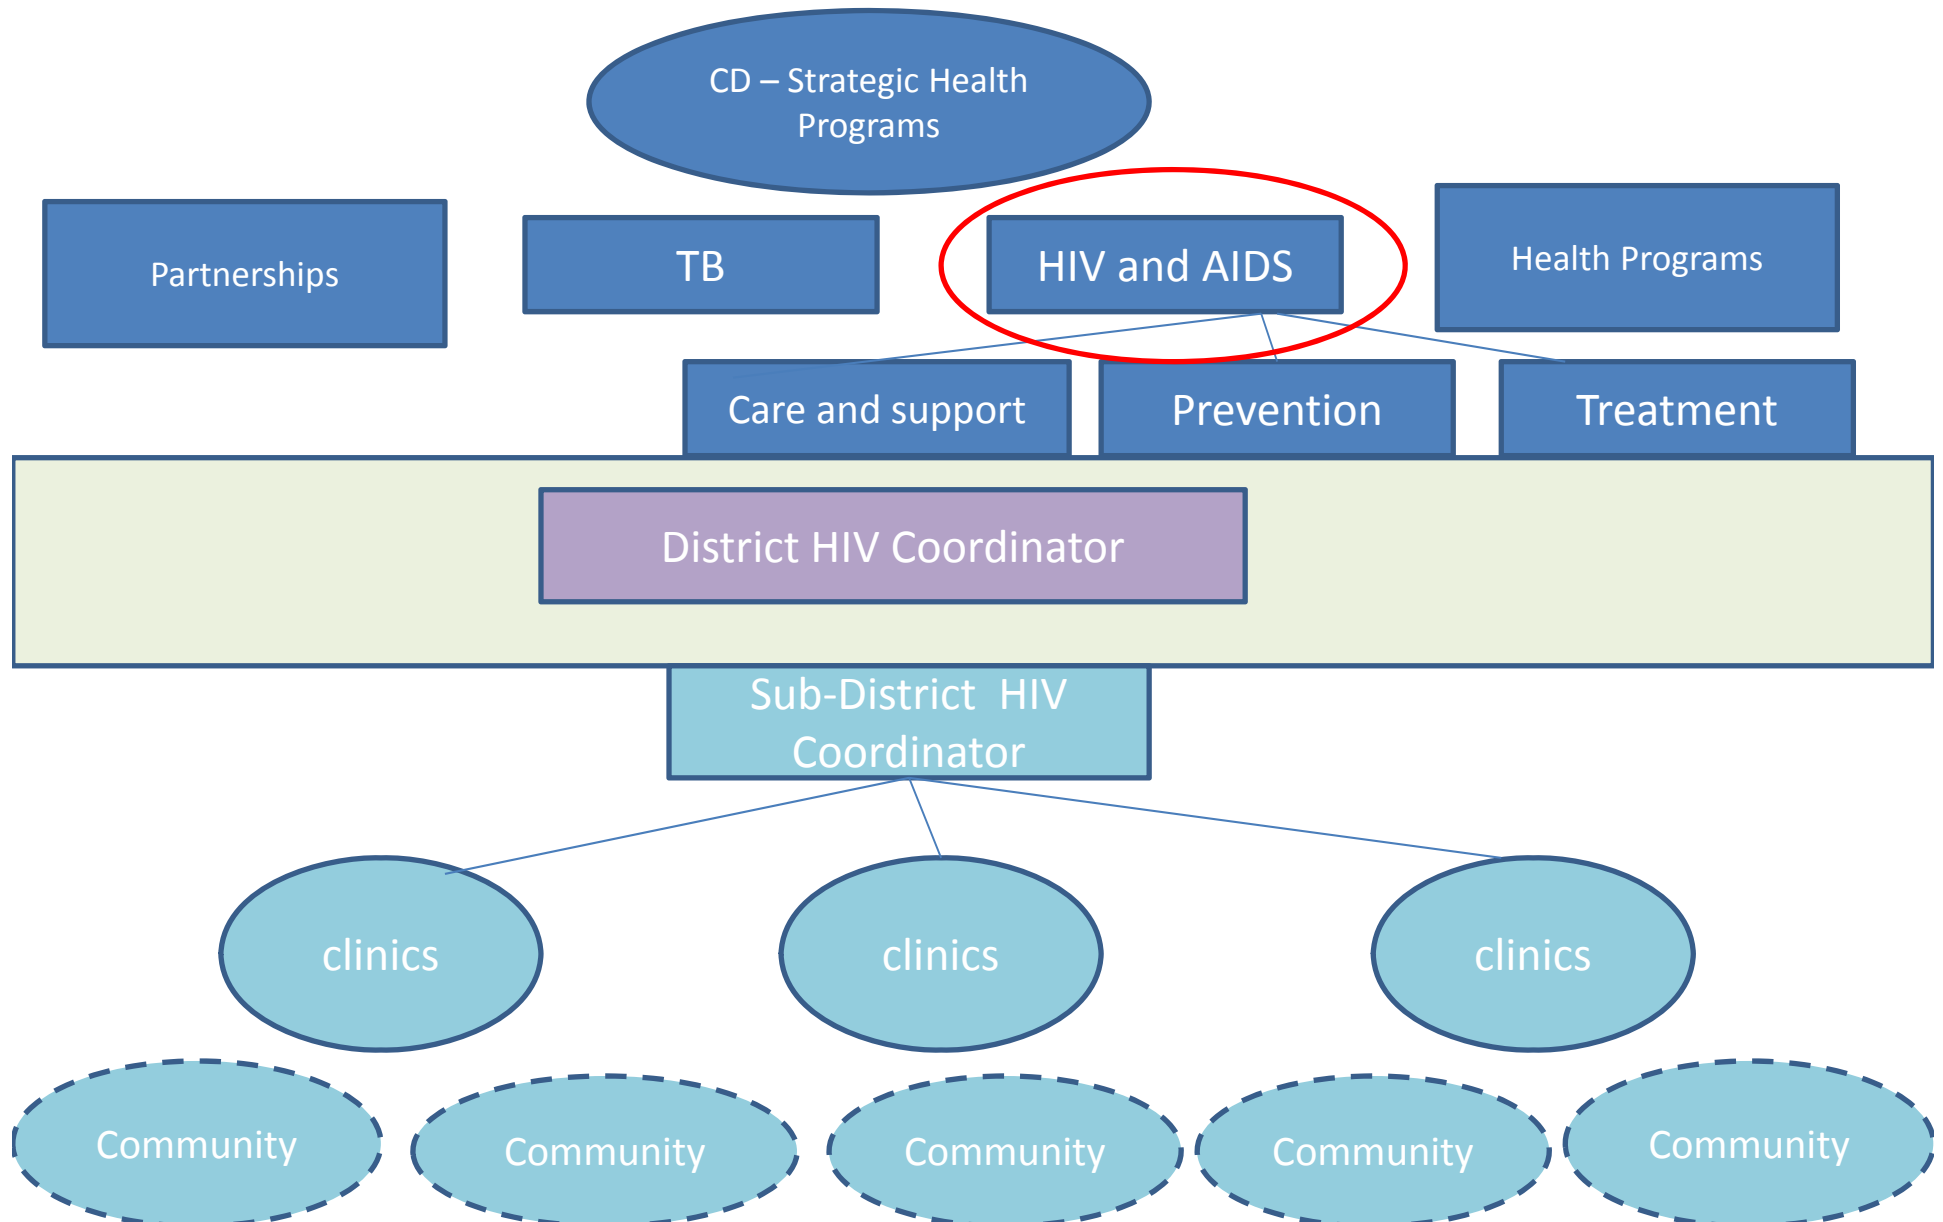 CD – Strategic Health
Programs
Partnerships
TB
HIV and AIDS
Health Programs
Care and support
Prevention
Treatment
District HIV Coordinator
Sub-District  HIV
Coordinator
clinics
clinics
clinics
Community
Community
Community
Community
Community